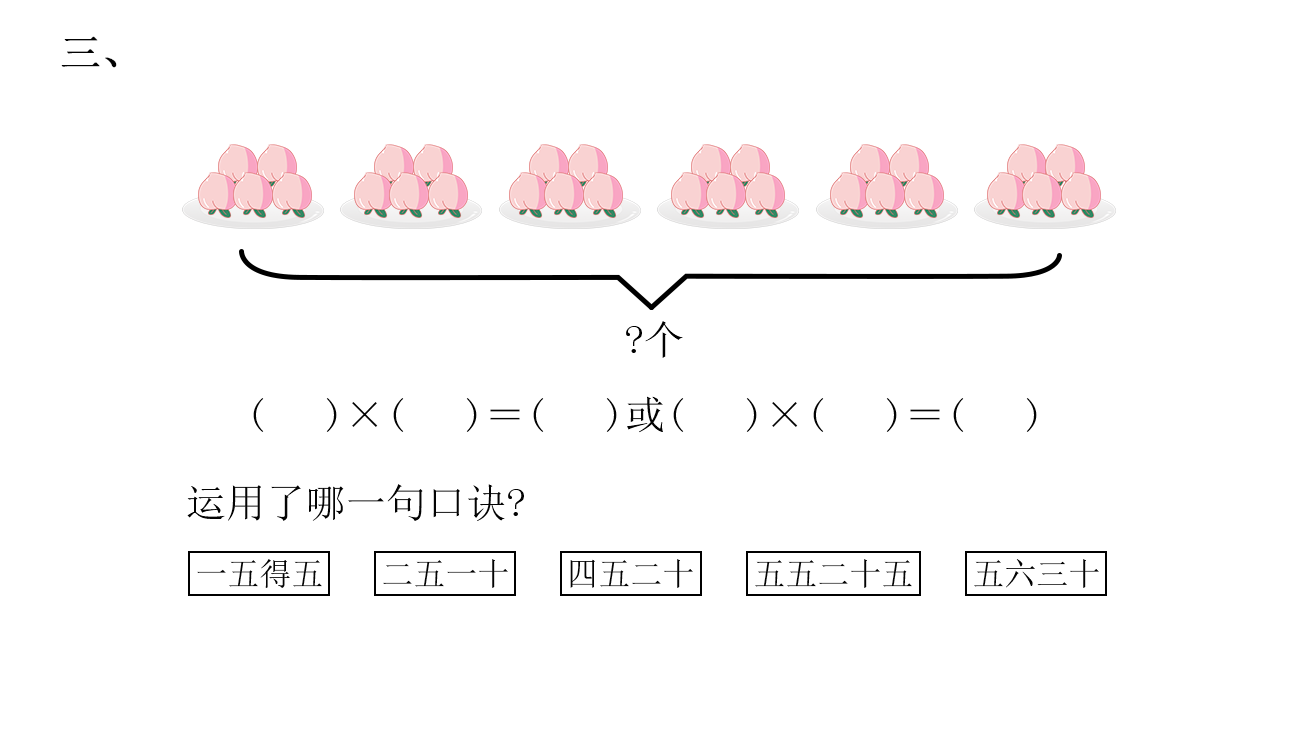 三、
?个
( )×( )=( )或( )×( )=( )
运用了哪一句口诀?
一五得五 二五一十 四五二十 五五二十五 五六三十